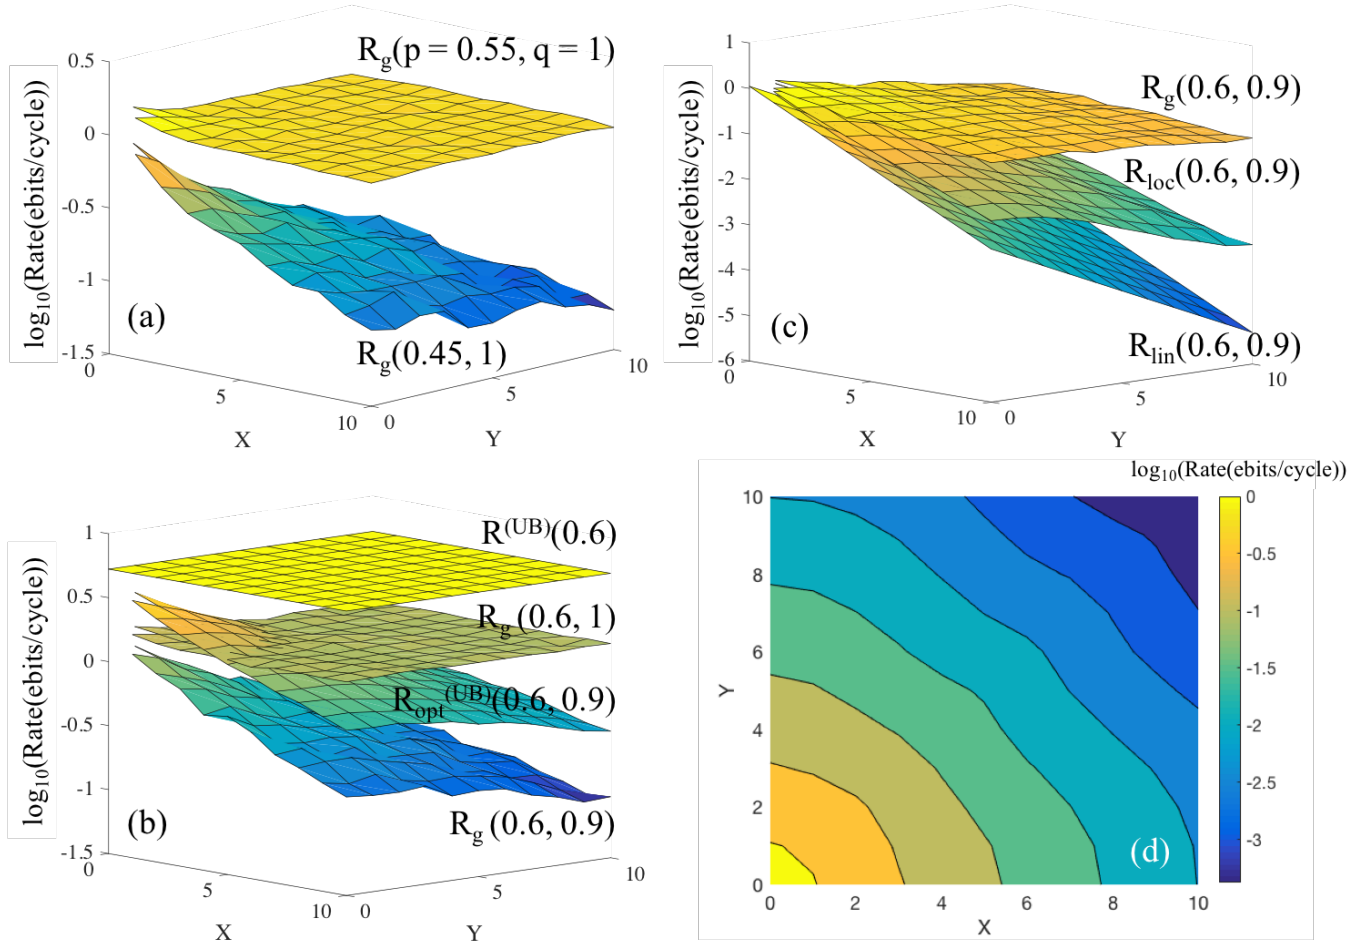 R_g(p = 0.55, q = 1)
R_g(0.45, 1)
(a)
log₁₀(Rate(ebits/cycle))
0.5
0
-0.5
-1
-1.5
0
5
10
X
0
5
10
Y
R_g(0.6, 0.9)
R_loc(0.6, 0.9)
R_lin(0.6, 0.9)
(c)
log₁₀(Rate(ebits/cycle))
1
0
-1
-2
-3
-4
-5
-6
0
5
10
X
0
5
10
Y
R^(UB)(0.6)
R_g (0.6, 1)
R_opt^(UB)(0.6, 0.9)
R_g (0.6, 0.9)
(b)
log₁₀(Rate(ebits/cycle))
1
0.5
0
-0.5
-1
-1.5
0
5
10
X
0
5
10
Y
log₁₀(Rate(ebits/cycle))
10
8
6
4
2
0
Y
0
2
4
6
8
10
X
(d)
0
-0.5
-1
-1.5
-2
-2.5
-3